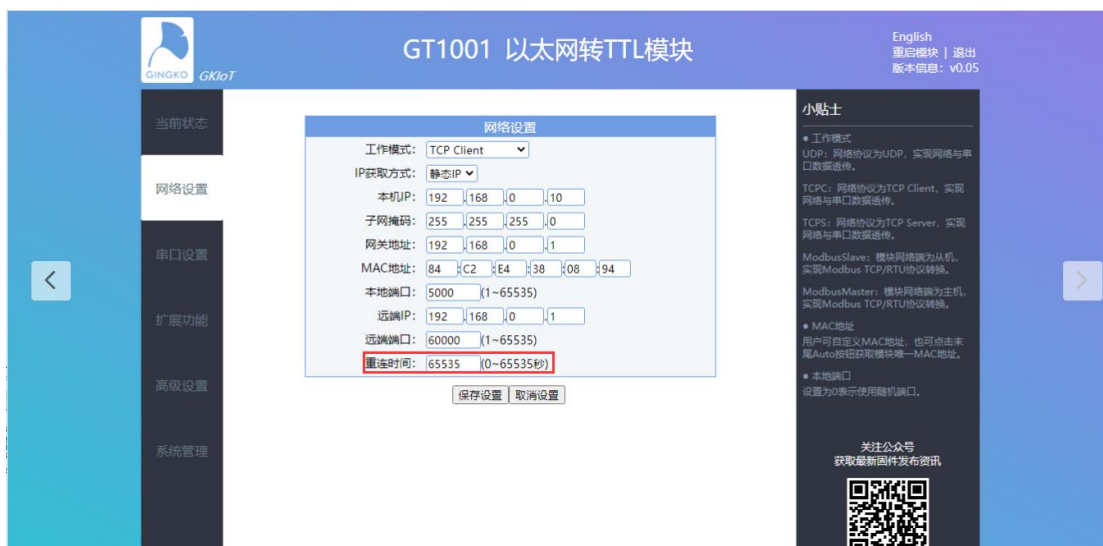 GINGKO GKIoT
GT1001 以太网转TTL模块
English
重启模块 | 退出
版本信息：v0.05
当前状态
网络设置
串口设置
扩展功能
高级设置
系统管理
网络设置
工作模式： TCP Client
IP获取方式： 静态IP
本机IP： 192 .168 .0 .10
子网掩码： 255 .255 .255 .0
网关地址： 192 .168 .0 .1
MAC地址： 84 :C2 :E4 :38 :08 :94
本地端口： 5000 (1~65535)
远端IP： 192 .168 .0 .1
远端端口： 60000 (1~65535)
重连时间： 65535 (0~65535秒)
保存设置 取消设置
小贴士
● 工作模式
UDP：网络协议为UDP，实现网络与串
口数据透传。
TCPC：网络协议为TCP Client，实现
网络与串口数据透传。
TCPS：网络协议为TCP Server，实现
网络与串口数据透传。
ModbusSlave：模块网络端为从机，
实现Modbus TCP/RTU协议转换。
ModbusMaster：模块网络端为主机，
实现Modbus TCP/RTU协议转换。
● MAC地址
用户可自定义MAC地址，也可点击末
尾Auto按钮获取模块唯一MAC地址。
● 本地端口
设置为0表示使用随机端口。
关注公众号
获取最新固件发布资讯